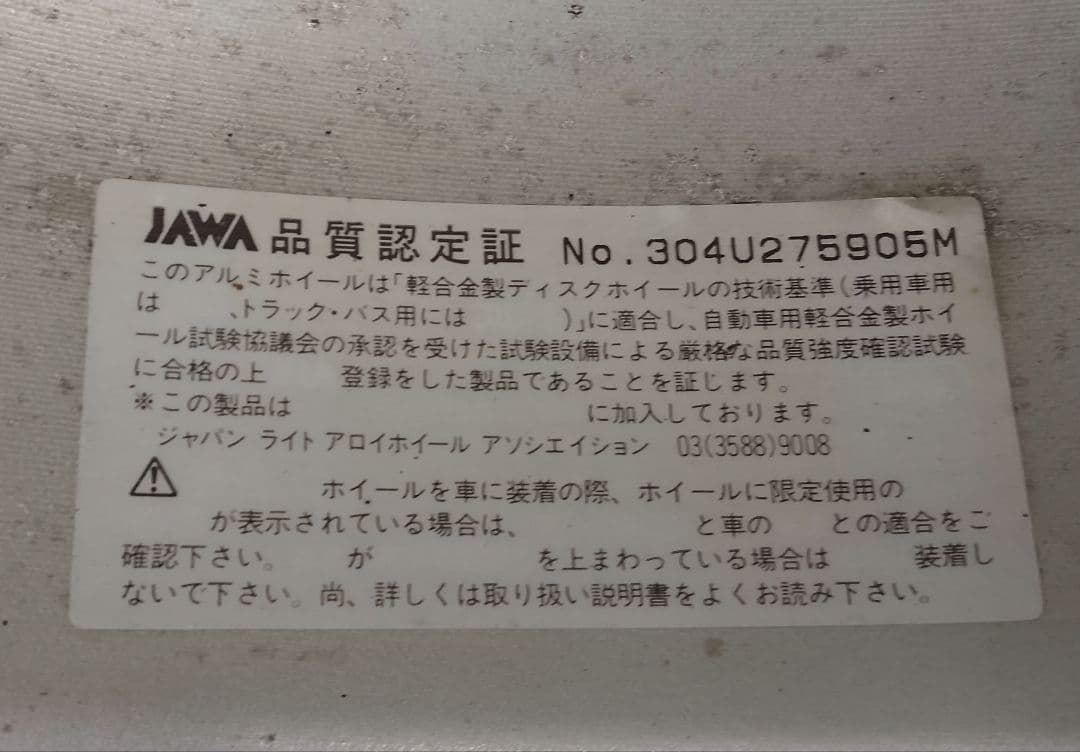 JAWA 品質認定証 No.304U275905M
このアルミホイールは「軽合金製ディスクホイールの技術基準(乗用車用
は 、トラック・バス用には )」に適合し、自動車用軽合金製ホイ
ール試験協議会の承認を受けた試験設備による厳格な品質強度確認試験
に合格の上 登録をした製品であることを証します。
※この製品は に加入しております。
ジャパン ライト アロイホイール アソシエイション 03(3588)9008
ホイールを車に装着の際、ホイールに限定使用の
が表示されている場合は、 と車の との適合をご
確認下さい。 が を上まわっている場合は 装着し
ないで下さい。尚、詳しくは取り扱い説明書をよくお読み下さい。